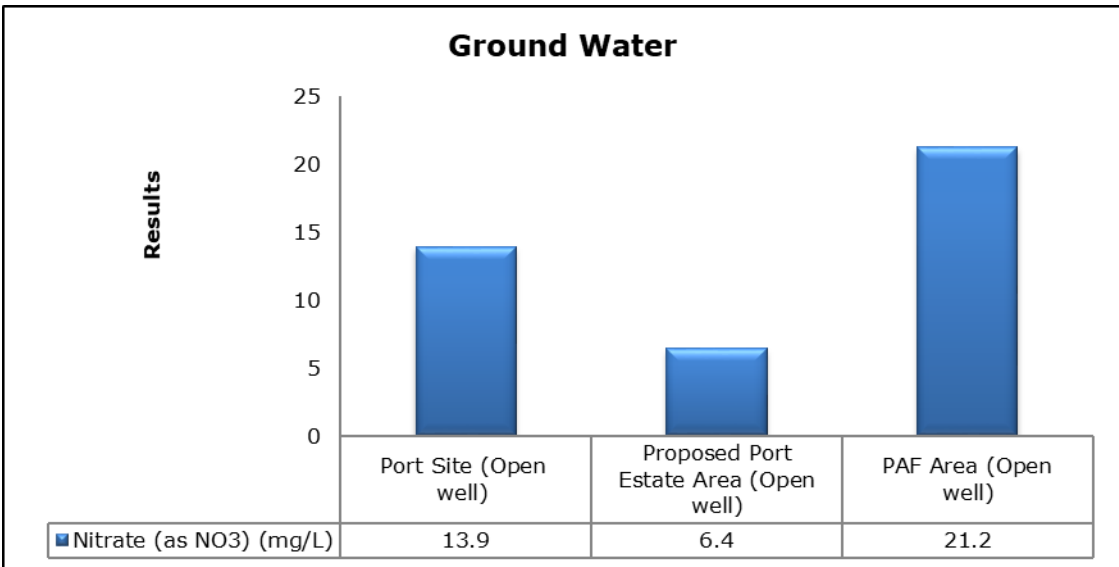 Ground Water
Results
25
20
15
10
5
0
Port Site (Open
well)
Proposed Port
Estate Area (Open
well)
PAF Area (Open
well)
Nitrate (as NO3) (mg/L)
13.9
6.4
21.2